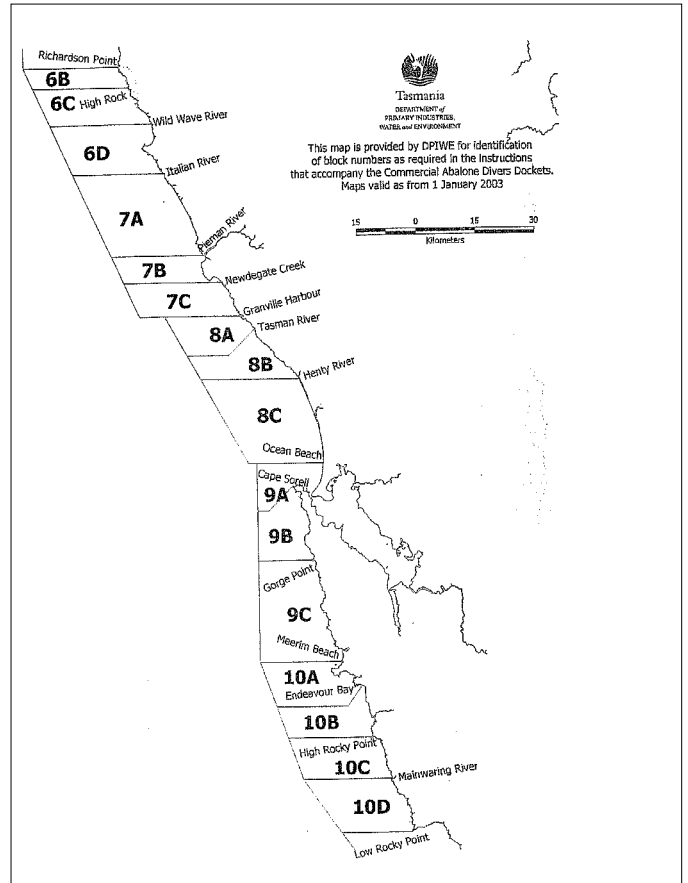 Richardson Point
6B
6C High Rock
Wild Wave River
6D
Italian River
7A
Pieman River
7B
Newdegate Creek
7C
Granville Harbour
8A
Tasman River
8B
Henty River
8C
Ocean Beach
Cape Sorell
9A
9B
Gorge Point
9C
Meerim Beach
10A
Endeavour Bay
10B
High Rocky Point
10C
Mainwaring River
10D
Low Rocky Point
Tasmania
DEPARTMENT of
PRIMARY INDUSTRIES,
WATER and ENVIRONMENT
This map is provided by DPIWE for identification
of block numbers as required in the Instructions
that accompany the Commercial Abalone Divers Dockets.
Maps valid as from 1 January 2003
15 0 15 30
Kilometers